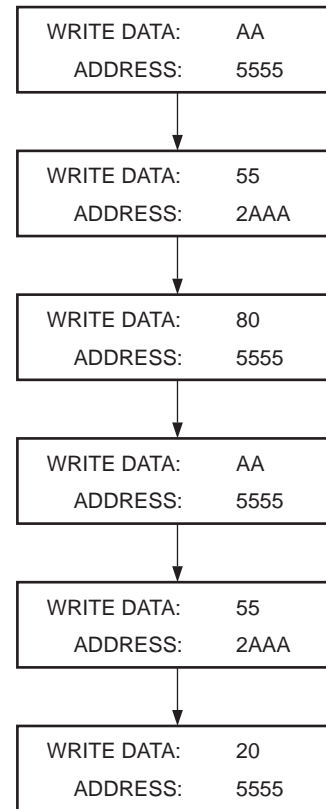 WRITE DATA: AA
ADDRESS: 5555
WRITE DATA: 55
ADDRESS: 2AAA
WRITE DATA: 80
ADDRESS: 5555
WRITE DATA: AA
ADDRESS: 5555
WRITE DATA: 55
ADDRESS: 2AAA
WRITE DATA: 20
ADDRESS: 5555